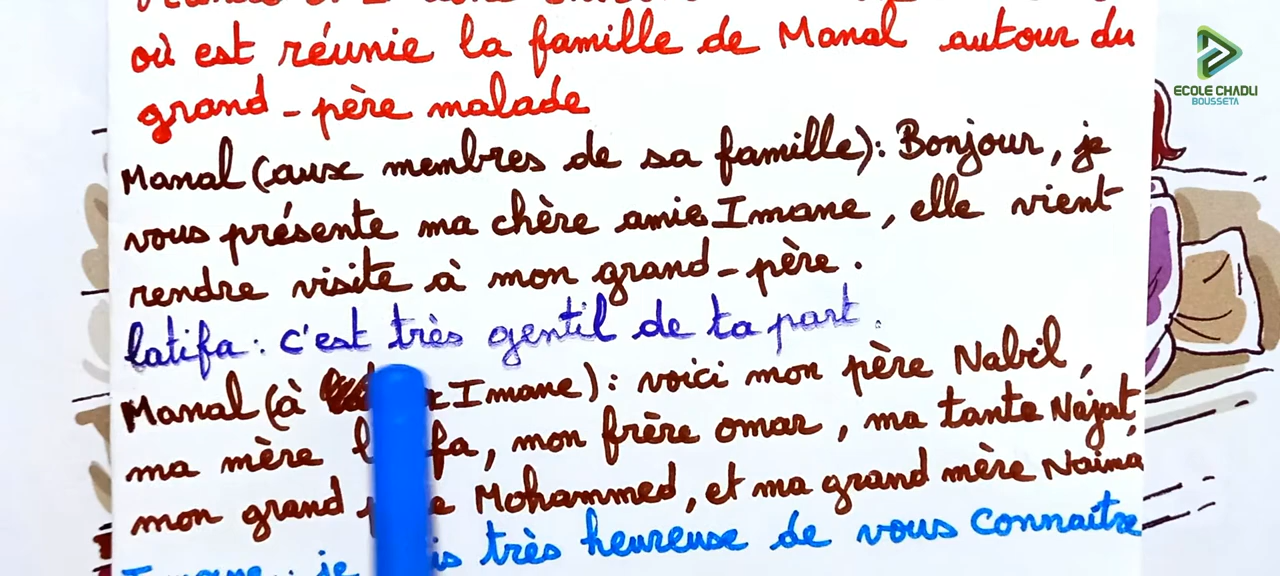 où est réunie la famille de Manal autour du
grand-père malade
Manal (aux membres de sa famille): Bonjour, je
vous présente ma chère amie Imane, elle vient
rendre visite à mon grand-père.
latifa: c'est très gentil de ta part.
Manal (à Imane): voici mon père Nabil,
ma mère fa, mon frère omar, ma tante Najat,
mon grand Mohammed, et ma grand mère Naima
je très heureuse de vous connaître
ECOLE CHADLI
BOUSSETA